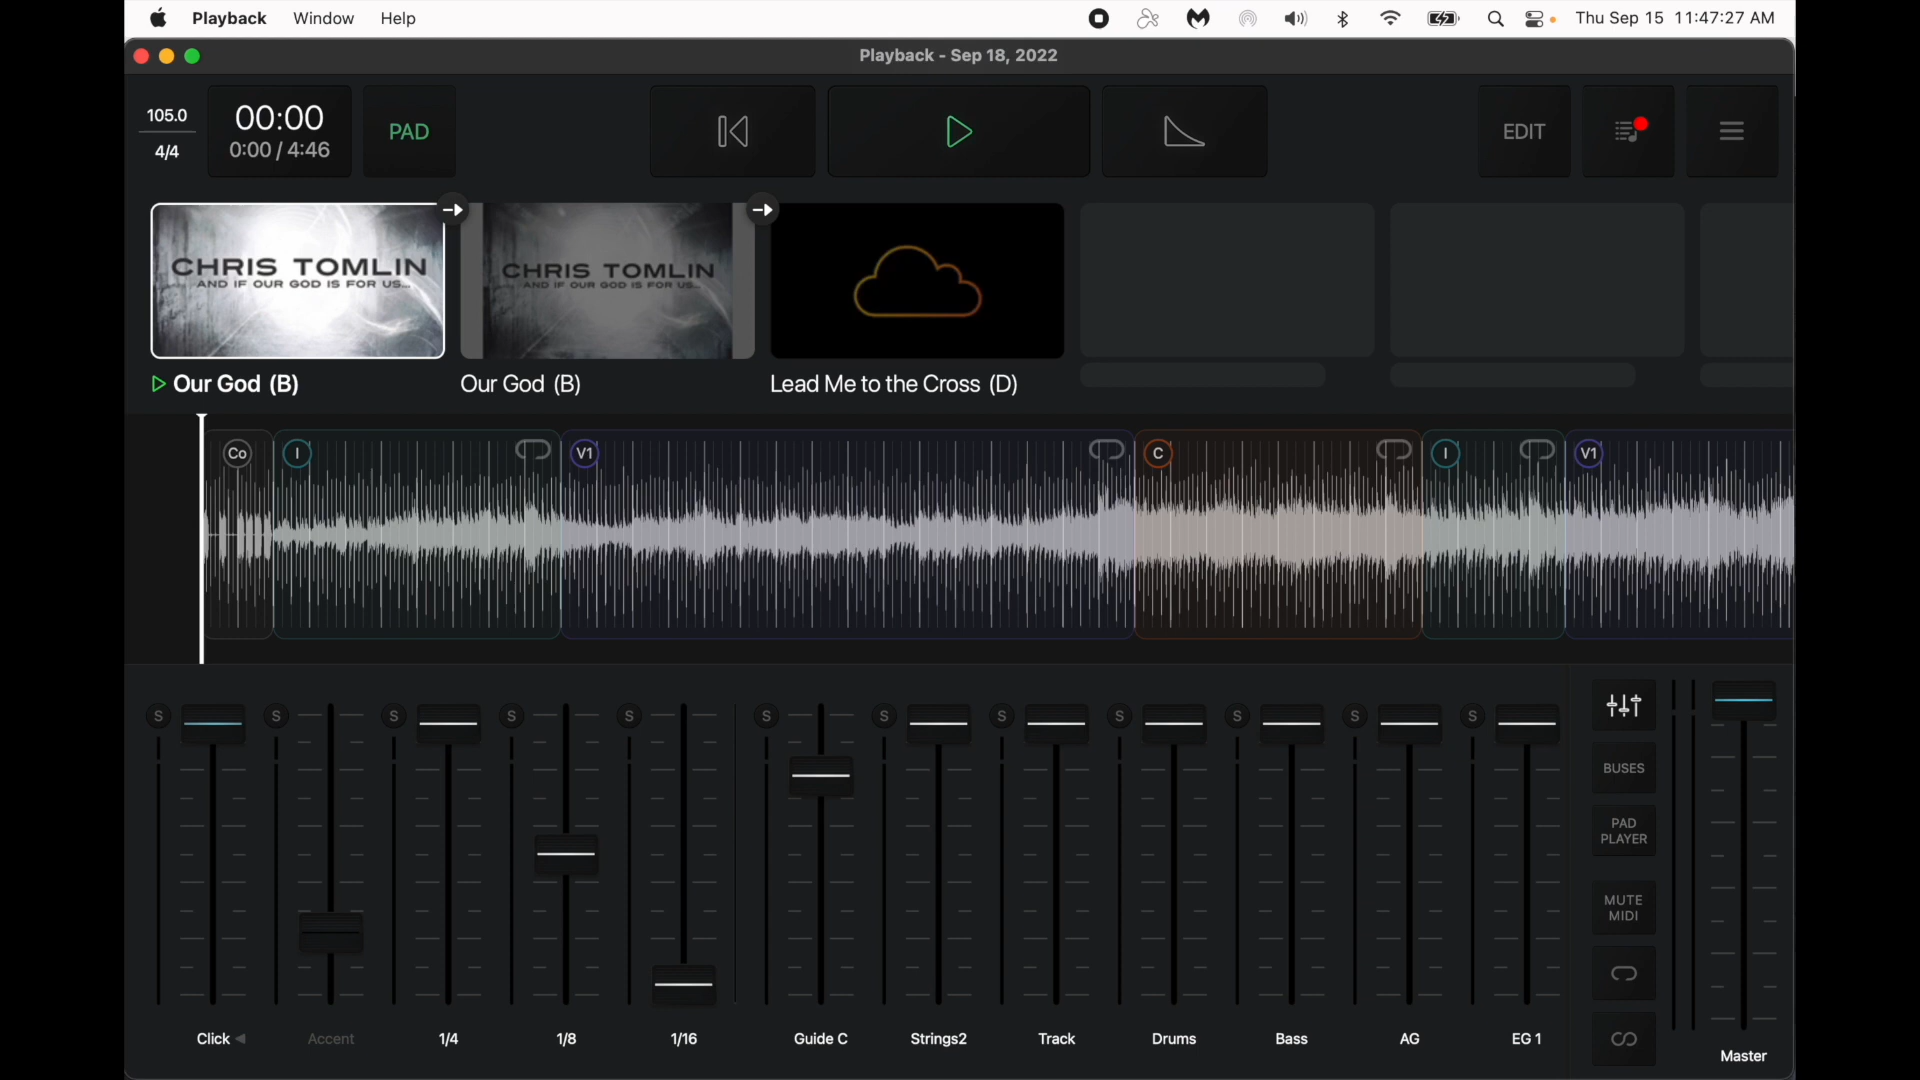 Playback Window Help Thu Sep 15 11:47:27 AM
Playback - Sep 18, 2022
105.0
4/4
00:00
0:00 / 4:46
PAD
EDIT
CHRIS TOMLIN
AND IF OUR GOD IS FOR US...
CHRIS TOMLIN
AND IF OUR GOD IS FOR US...
Our God (B)
Our God (B)
Lead Me to the Cross (D)
Co I V1 C I V1
S S S S S S S S S S S S
BUSES
PAD
PLAYER
MUTE
MIDI
Click Accent 1/4 1/8 1/16 Guide C Strings2 Track Drums Bass AG EG 1
Master